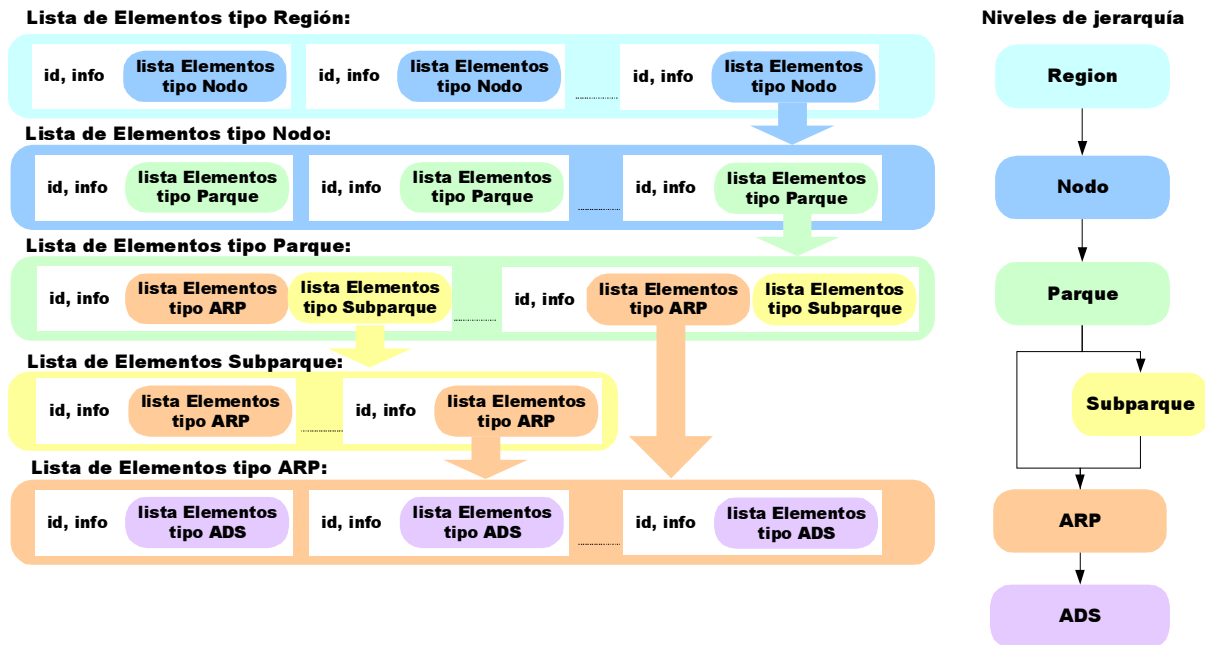 Lista de Elementos tipo Región:
id, info
lista Elementos
tipo Nodo
id, info
lista Elementos
tipo Nodo
id, info
lista Elementos
tipo Nodo
Lista de Elementos tipo Nodo:
id, info
lista Elementos
tipo Parque
id, info
lista Elementos
tipo Parque
id, info
lista Elementos
tipo Parque
Lista de Elementos tipo Parque:
id, info
lista Elementos
tipo ARP
lista Elementos
tipo Subparque
id, info
lista Elementos
tipo ARP
lista Elementos
tipo Subparque
Lista de Elementos Subparque:
id, info
lista Elementos
tipo ARP
id, info
lista Elementos
tipo ARP
Lista de Elementos tipo ARP:
id, info
lista Elementos
tipo ADS
id, info
lista Elementos
tipo ADS
id, info
lista Elementos
tipo ADS
Niveles de jerarquía
Region
Nodo
Parque
Subparque
ARP
ADS